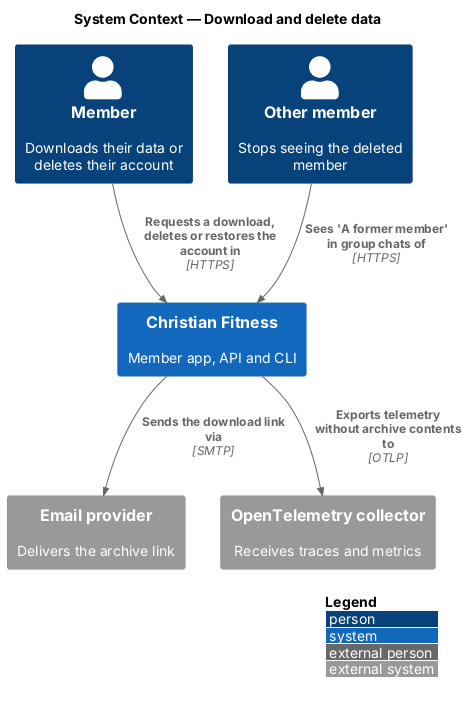 System Context — Download and delete data
Member
Downloads their data or
deletes their account
Other member
Stops seeing the deleted
member
Requests a download,
deletes or restores the
account in
[HTTPS]
Sees 'A former member'
in group chats of
[HTTPS]
Christian Fitness
Member app, API and CLI
Sends the download link
via
[SMTP]
Exports telemetry
without archive contents
to
[OTLP]
Email provider
Delivers the archive link
OpenTelemetry collector
Receives traces and metrics
Legend
person
system
external person
external system